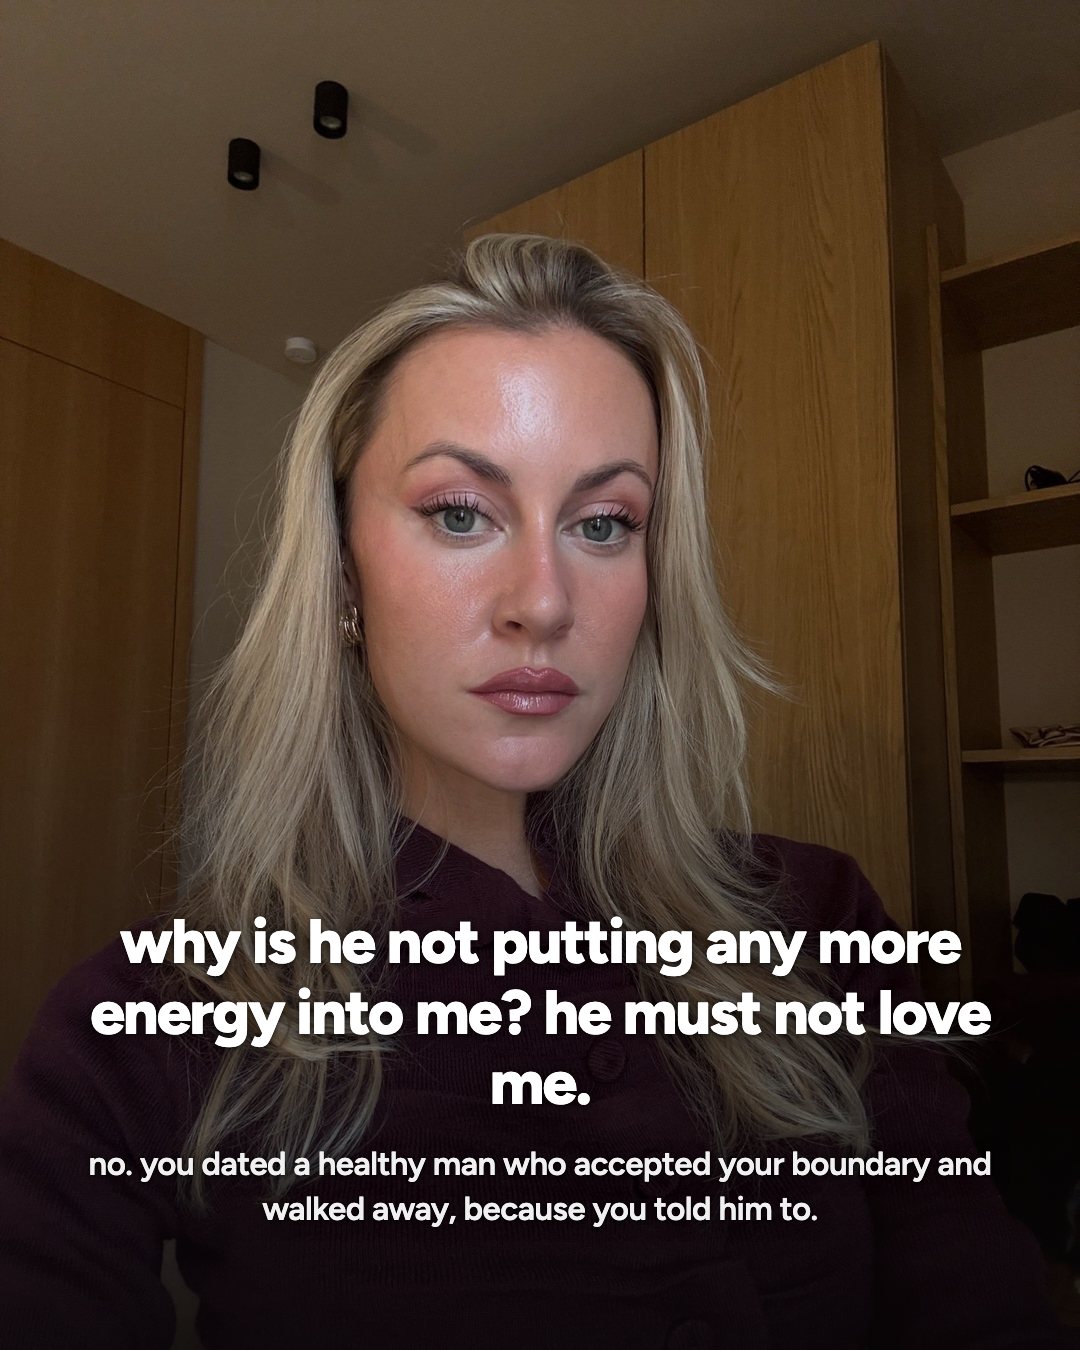 why is he not putting any more
energy into me? he must not love
me.
no. you dated a healthy man who accepted your boundary and
walked away, because you told him to.